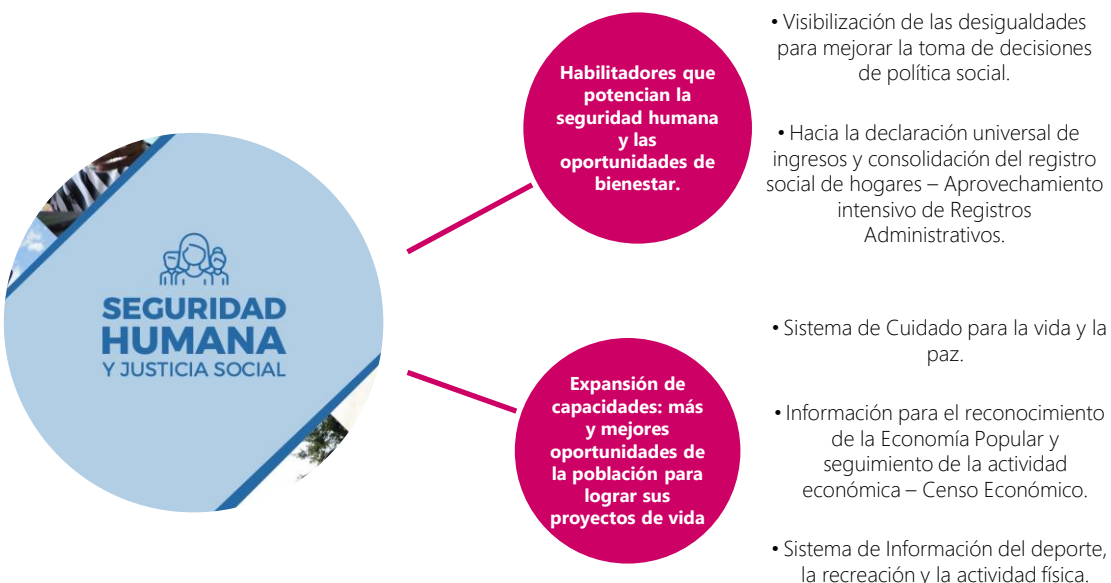 SEGURIDAD
HUMANA
Y JUSTICIA SOCIAL
Habilitadores que
potencian la
seguridad humana
y las
oportunidades de
bienestar.
• Visibilización de las desigualdades
para mejorar la toma de decisiones
de política social.
• Hacia la declaración universal de
ingresos y consolidación del registro
social de hogares – Aprovechamiento
intensivo de Registros
Administrativos.
Expansión de
capacidades: más
y mejores
oportunidades de
la población para
lograr sus
proyectos de vida
• Sistema de Cuidado para la vida y la
paz.
• Información para el reconocimiento
de la Economía Popular y
seguimiento de la actividad
económica – Censo Económico.
• Sistema de Información del deporte,
la recreación y la actividad física.